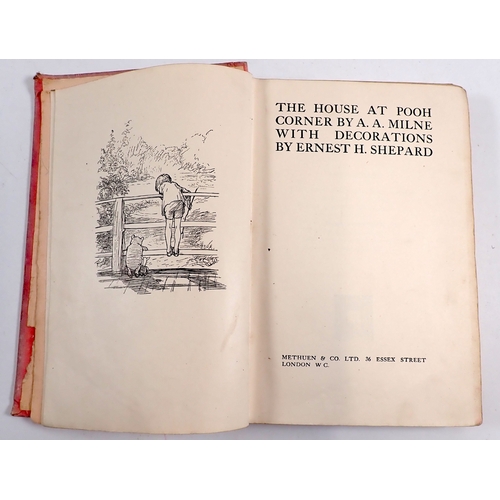 THE HOUSE AT POOH
CORNER BY A. A. MILNE
WITH DECORATIONS
BY ERNEST H. SHEPARD
METHUEN & CO. LTD. 36 ESSEX STREET
LONDON W C.